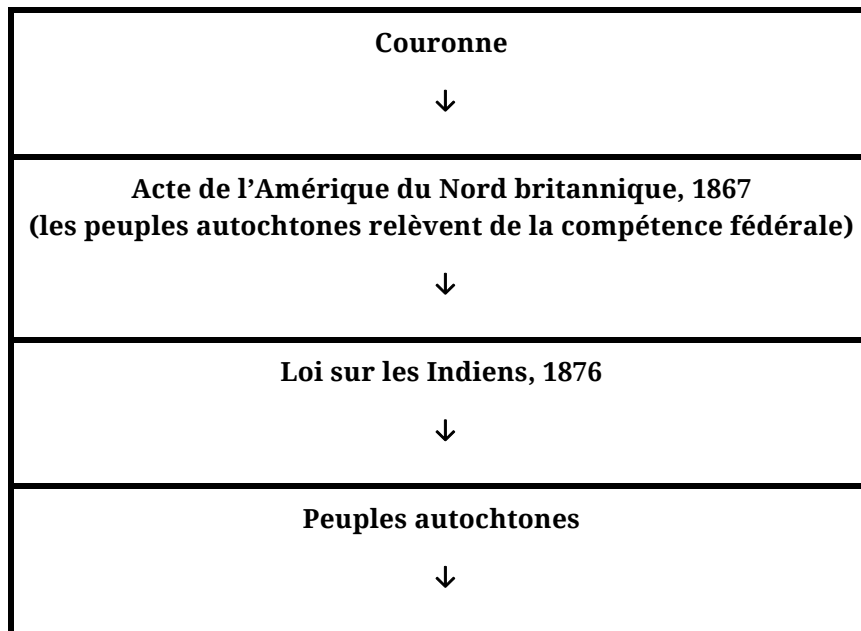 Couronne
↓
Acte de l’Amérique du Nord britannique, 1867
(les peuples autochtones relèvent de la compétence fédérale)
↓
Loi sur les Indiens, 1876
↓
Peuples autochtones
↓